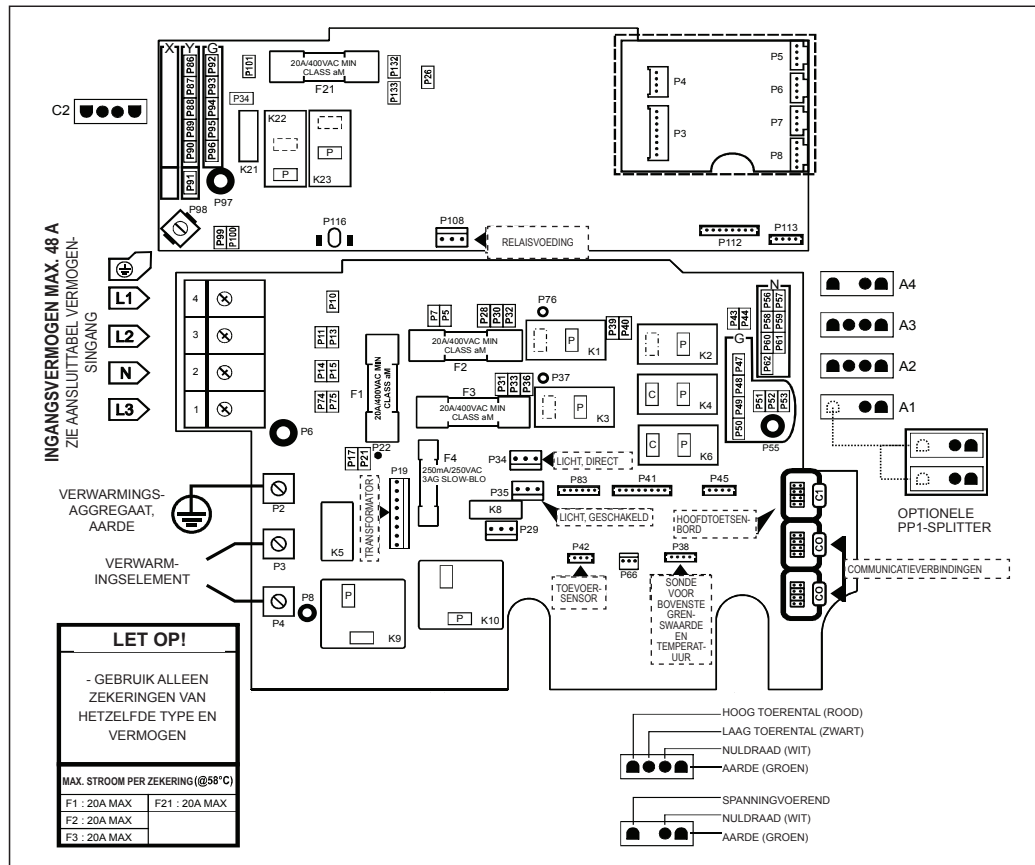 X
Y
G
P86
P87
P88
P89
P90
P91
P92
P93
P94
P95
P96
P97
P98
P99
P100
P101
P34
K21
K22
P
K23
P
20A/400VAC MIN
CLASS aM
F21
P132
P133
P26
P4
P3
P5
P6
P7
P8
C2
P116
P108
RELAISVOEDING
P112
P113
INGANGSVERMOGEN MAX. 48 A
ZIE AANSLUITTABEL VERMOGEN-
SINGANG
L1
L2
N
L3
4
3
2
1
P10
P11
P13
P14
P15
P74
P75
F1
20A/400VAC MIN
CLASS aM
P7
P5
P28
P30
P32
20A/400VAC MIN
CLASS aM
F2
P76
P
K1
P39
P40
P
K2
P43
P44
N
P56
P57
P58
P59
P60
P61
P62
G
P47
P48
P49
P50
P51
P52
P53
P55
P31
P33
P36
F3
20A/400VAC MIN
CLASS aM
P37
P
K3
C
P
K4
C
P
K6
A4
A3
A2
A1
OPTIONELE
PP1-SPLITTER
P6
P17
P21
P22
P19
TRANSFORMATOR
F4
250mA/250VAC
3AG SLOW-BLO
P34
LICHT, DIRECT
P35
LICHT, GESCHAKELD
K8
P29
P83
P41
P45
HOOFDTOETSEN-
BORD
C1
CO
CO
COMMUNICATIEVERBINDINGEN
VERWARMINGS-
AGGREGAAT,
AARDE
P2
VERWARM-
INGSELEMENT
P3
P4
K5
P8
P
K9
P
K10
P42
TOEVOER-
SENSOR
P66
P38
SONDE
VOOR
BOVENSTE
GREN-
SWAARDE
EN
TEMPERAT-
UUR
LET OP!
- GEBRUIK ALLEEN
ZEKERINGEN VAN
HETZELFDE TYPE EN
VERMOGEN
MAX. STROOM PER ZEKERING (@58°C)
F1 : 20A MAX
F21 : 20A MAX
F2 : 20A MAX
F3 : 20A MAX
HOOG TOERENTAL (ROOD)
LAAG TOERENTAL (ZWART)
NULDRAAD (WIT)
AARDE (GROEN)
SPANNINGVOEREND
NULDRAAD (WIT)
AARDE (GROEN)